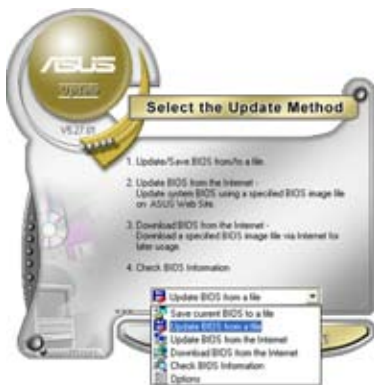 ASUS
Update
V5.27.01
Select the Update Method
1. Update/Save BIOS from/to a file
2. Update BIOS from the Internet -
Update system BIOS using a specified BIOS image file
on ASUS Web Site.
3. Download BIOS from the Internet -
Download a specified BIOS image file via Internet for
later usage.
4. Check BIOS Information
Update BIOS from a file
Save current BIOS to a file
Update BIOS from a file
Update BIOS from the Internet
Download BIOS from the Internet
Check BIOS Information
Options